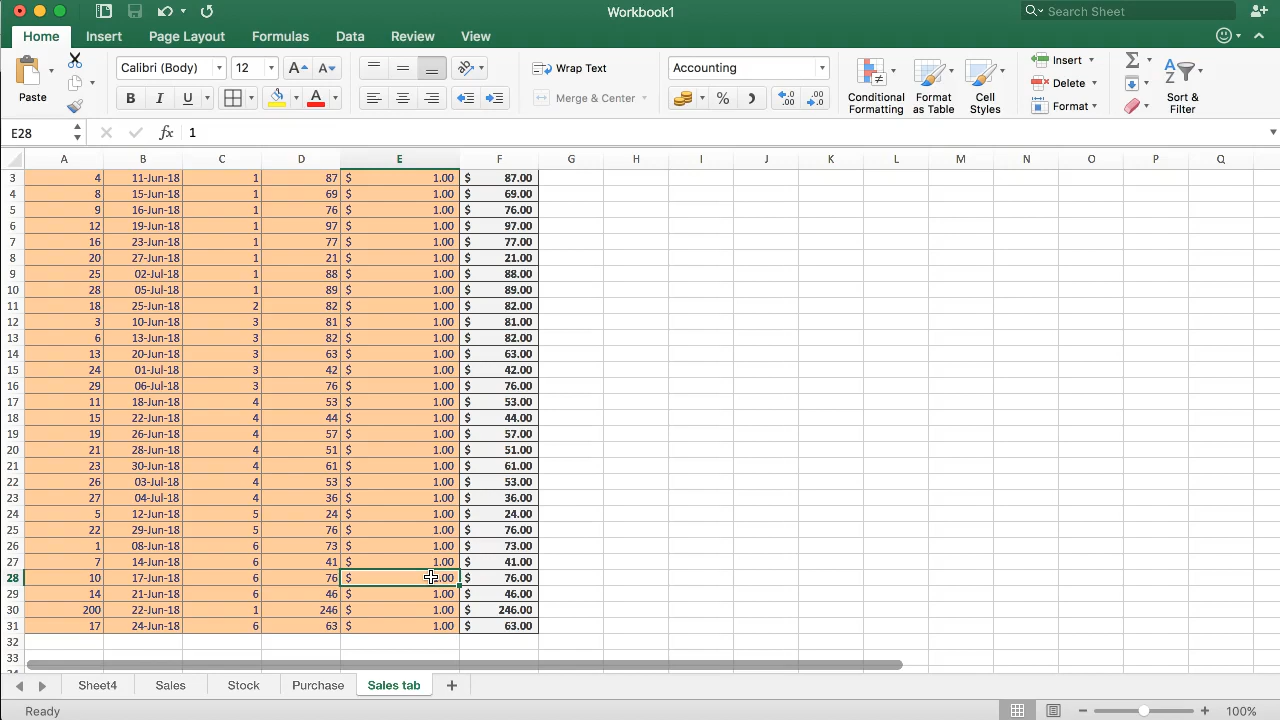 Workbook1
Search Sheet
Home Insert Page Layout Formulas Data Review View
Paste
Calibri (Body) 12 A A
B I U A
ab
Wrap Text
Merge & Center
Accounting
% , .0 .00 .00 .0
Conditional Formatting
Format as Table
Cell Styles
Insert
Delete
Format
Σ
A Z
Sort & Filter
E28 fx 1
A B C D E F G H I J K L M N O P Q
3 4 11-Jun-18 1 87 $ 1.00 $ 87.00
4 8 15-Jun-18 1 69 $ 1.00 $ 69.00
5 9 16-Jun-18 1 76 $ 1.00 $ 76.00
6 12 19-Jun-18 1 97 $ 1.00 $ 97.00
7 16 23-Jun-18 1 77 $ 1.00 $ 77.00
8 20 27-Jun-18 1 21 $ 1.00 $ 21.00
9 25 02-Jul-18 1 88 $ 1.00 $ 88.00
10 28 05-Jul-18 1 89 $ 1.00 $ 89.00
11 18 25-Jun-18 2 82 $ 1.00 $ 82.00
12 3 10-Jun-18 3 81 $ 1.00 $ 81.00
13 6 13-Jun-18 3 82 $ 1.00 $ 82.00
14 13 20-Jun-18 3 63 $ 1.00 $ 63.00
15 24 01-Jul-18 3 42 $ 1.00 $ 42.00
16 29 06-Jul-18 3 76 $ 1.00 $ 76.00
17 11 18-Jun-18 4 53 $ 1.00 $ 53.00
18 15 22-Jun-18 4 44 $ 1.00 $ 44.00
19 19 26-Jun-18 4 57 $ 1.00 $ 57.00
20 21 28-Jun-18 4 51 $ 1.00 $ 51.00
21 23 30-Jun-18 4 61 $ 1.00 $ 61.00
22 26 03-Jul-18 4 53 $ 1.00 $ 53.00
23 27 04-Jul-18 4 36 $ 1.00 $ 36.00
24 5 12-Jun-18 5 24 $ 1.00 $ 24.00
25 22 29-Jun-18 5 76 $ 1.00 $ 76.00
26 1 08-Jun-18 6 73 $ 1.00 $ 73.00
27 7 14-Jun-18 6 41 $ 1.00 $ 41.00
28 10 17-Jun-18 6 76 $ .00 $ 76.00
29 14 21-Jun-18 6 46 $ 1.00 $ 46.00
30 200 22-Jun-18 1 246 $ 1.00 $ 246.00
31 17 24-Jun-18 6 63 $ 1.00 $ 63.00
32
33
Sheet4 Sales Stock Purchase Sales tab +
Ready 100%